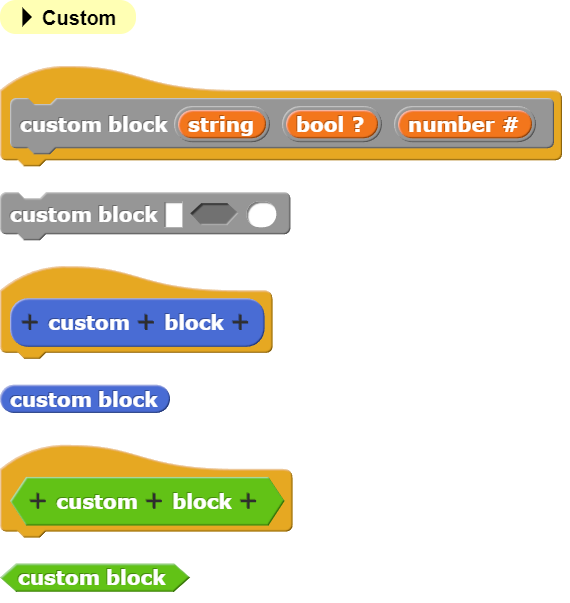 Custom
custom block string bool ? number #
custom block
+ custom + block +
custom block
+ custom + block +
custom block